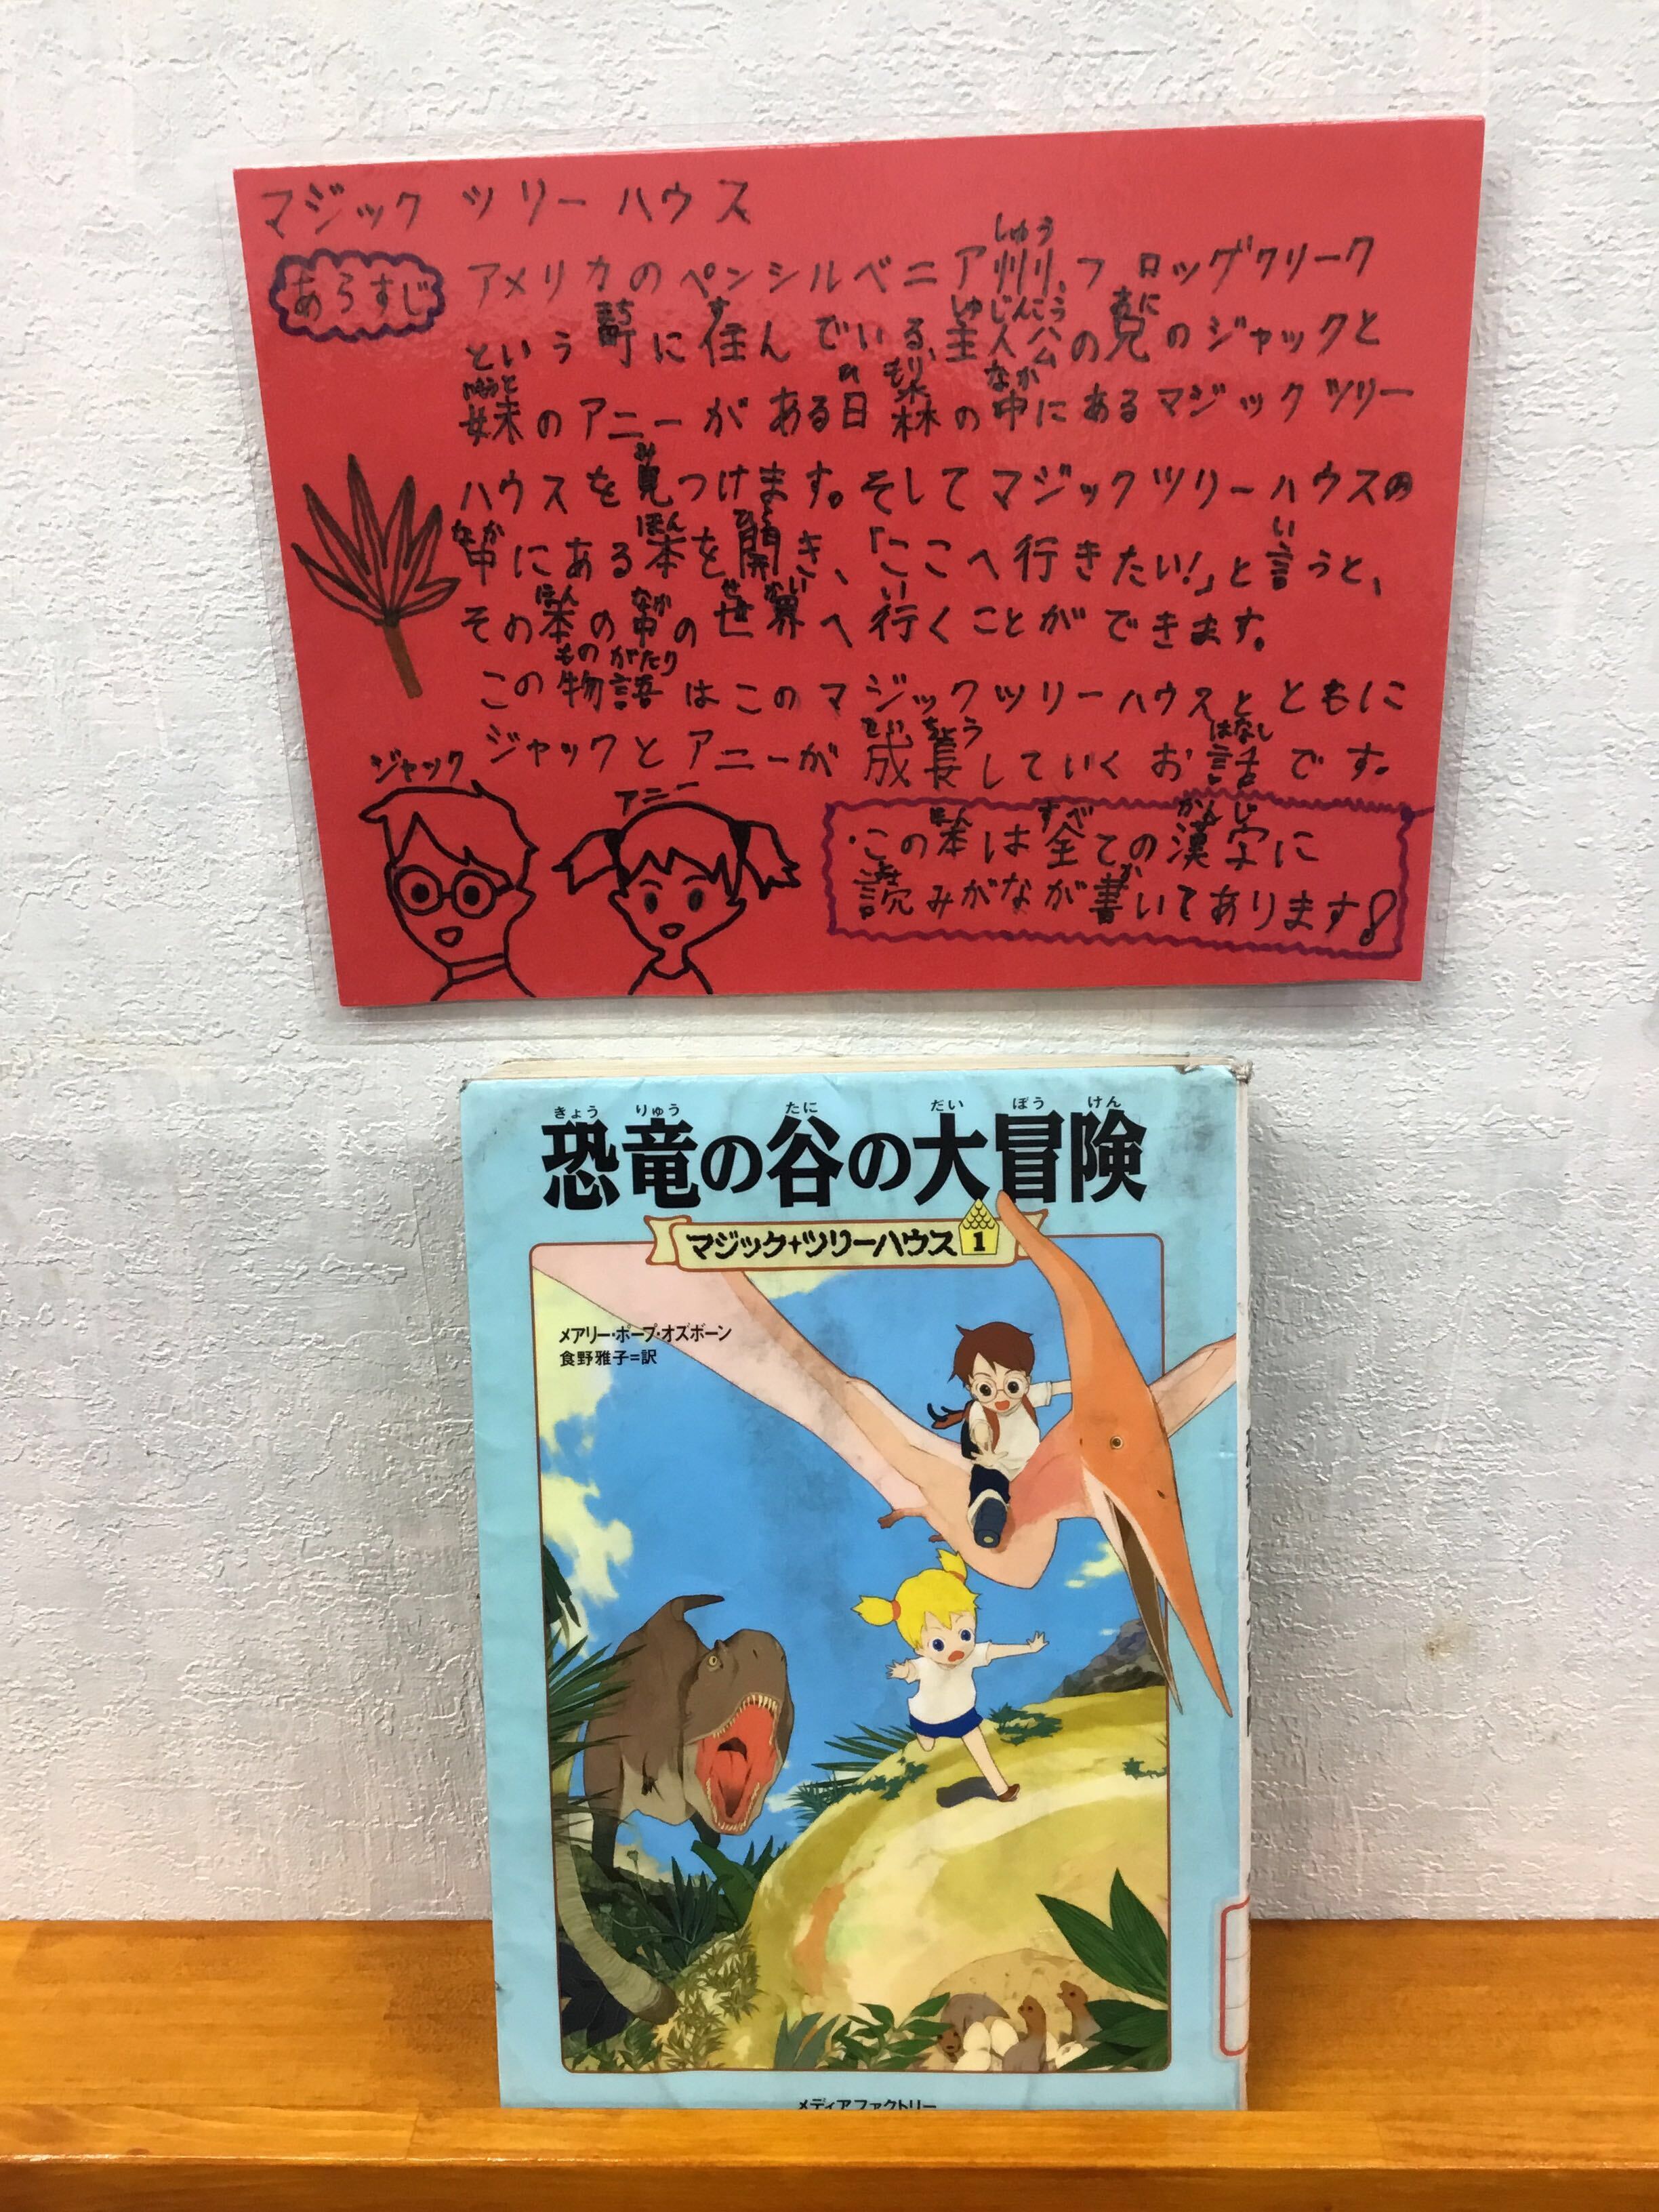 マジック ツリー ハウス
あらすじ
アメリカのペンシルベニア州、フロッグクリーク
という町に住んでいる、主人公の兄のジャックと
妹のアニーがある日森の中にあるマジックツリー
ハウスを見つけます。そしてマジックツリーハウスの
中にある本を開き、「ここへ行きたい!」と言うと、
その本の中の世界へ行くことができます。
この物語はこのマジックツリーハウスとともに
ジャックとアニーが成長していくお話です。
ジャック
アニー
・この本は全ての漢字に
読みがなが書いてあります!
きょう りゅう たに だい ぼう けん
恐竜の谷の大冒険
マジック・ツリーハウス 1
メアリー・ポープ・オズボーン
食野雅子=訳
メディアファクトリー